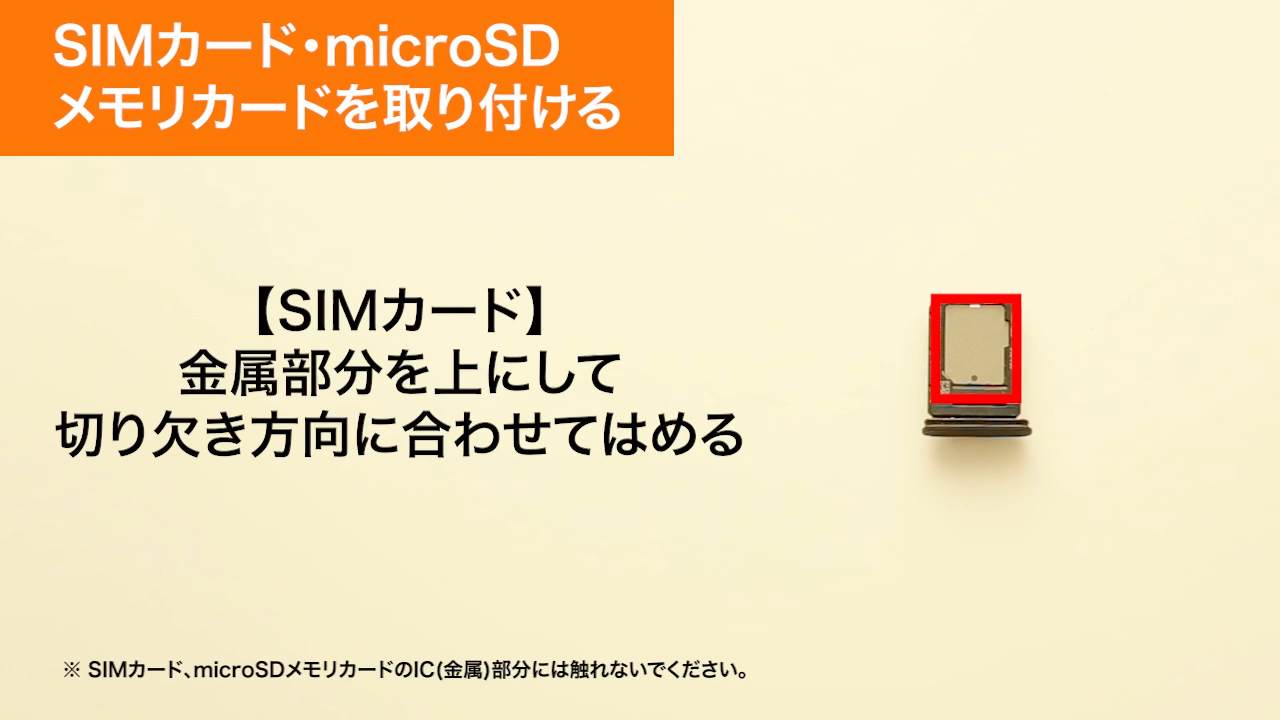 SIMカード・microSD
メモリカードを取り付ける
【SIMカード】
金属部分を上にして
切り欠き方向に合わせてはめる
※ SIMカード、microSDメモリカードのIC(金属)部分には触れないでください。